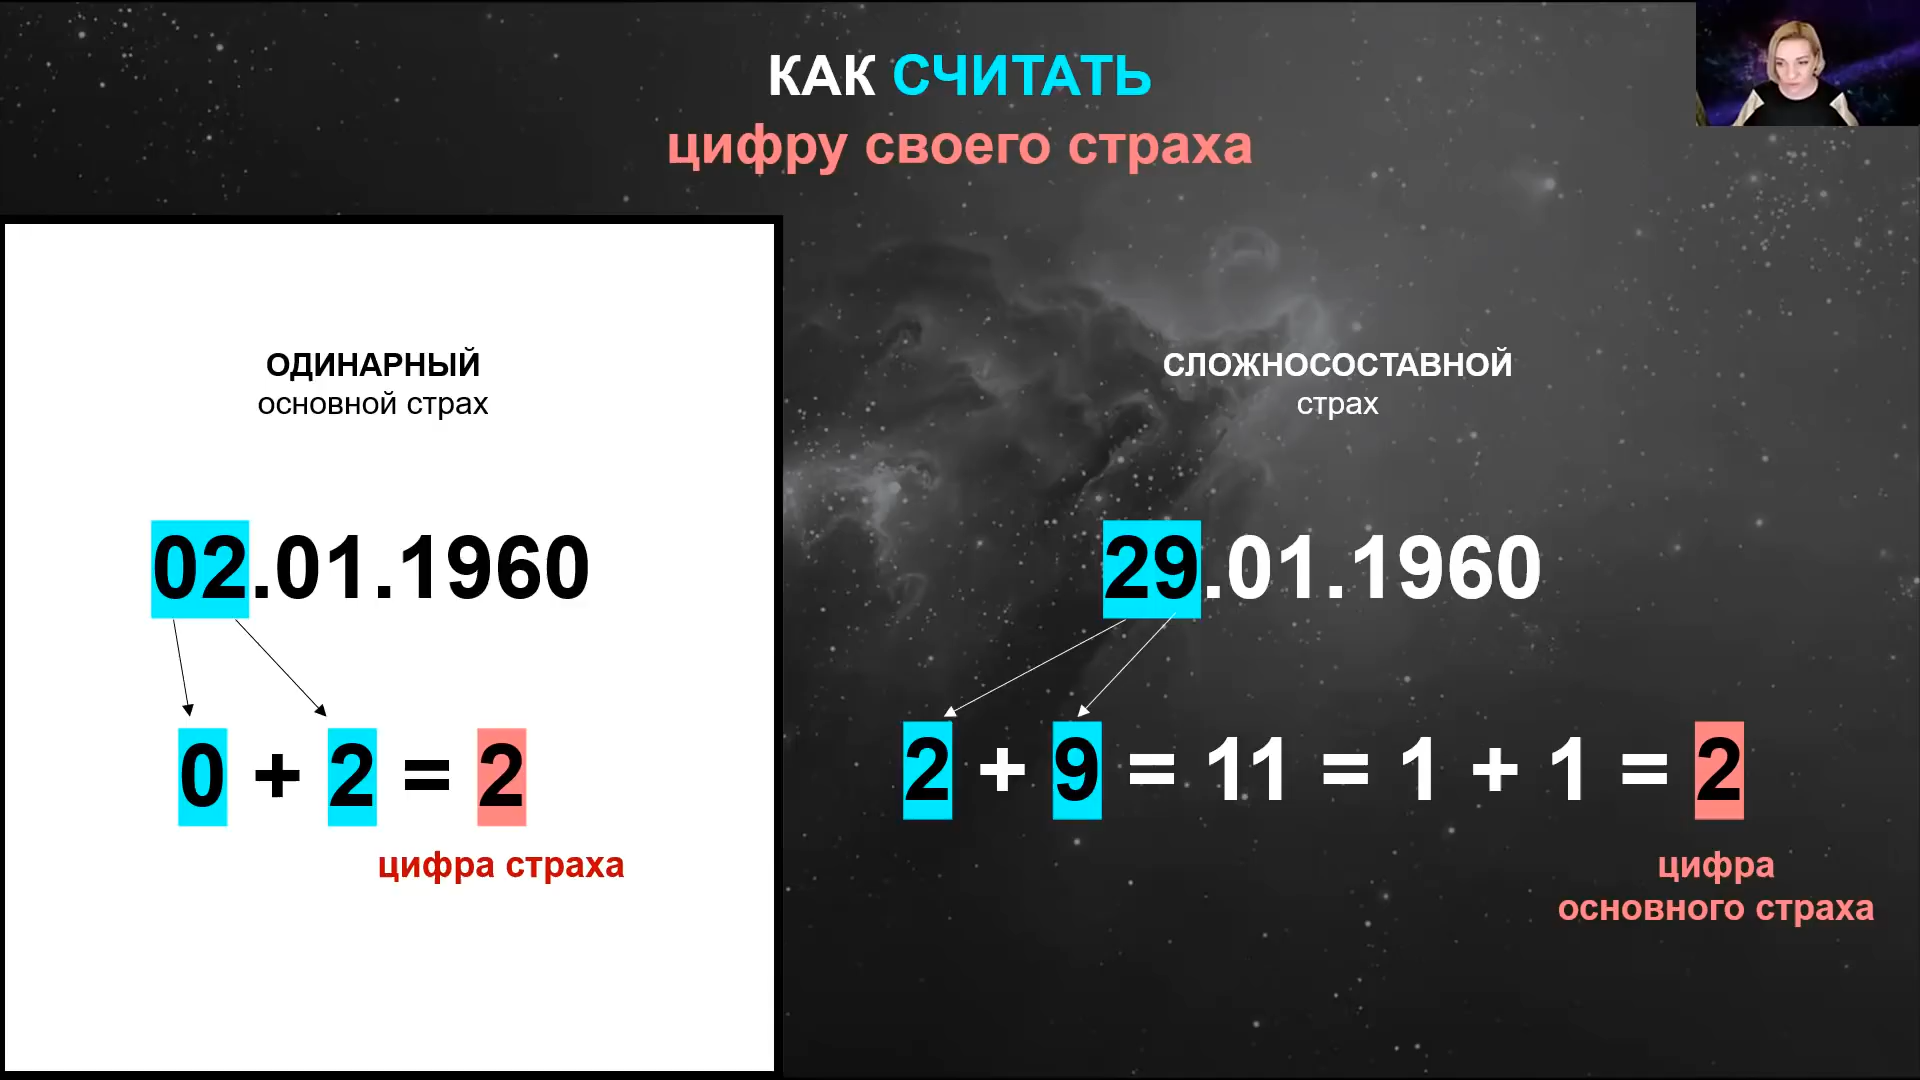 КАК СЧИТАТЬ
цифру своего страха
ОДИНАРНЫЙ
основной страх
02.01.1960
0 + 2 = 2
цифра страха
СЛОЖНОСОСТАВНОЙ
страх
29.01.1960
2 + 9 = 11 = 1 + 1 = 2
цифра
основного страха